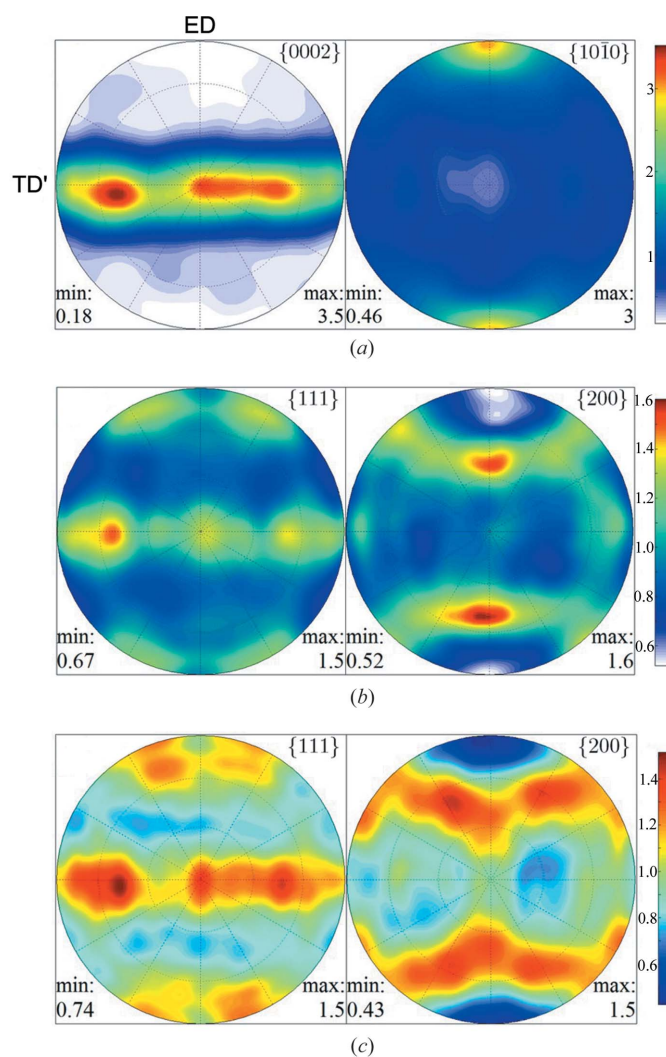 ED
{0002} {101̄0}
TD'
3
2
1
min: max: min: max:
0.18 3.5 0.46 3
(a)
{111} {200}
1.6
1.4
1.2
1.0
0.8
0.6
min: max: min: max:
0.67 1.5 0.52 1.6
(b)
{111} {200}
1.4
1.2
1.0
0.8
0.6
min: max: min: max:
0.74 1.5 0.43 1.5
(c)